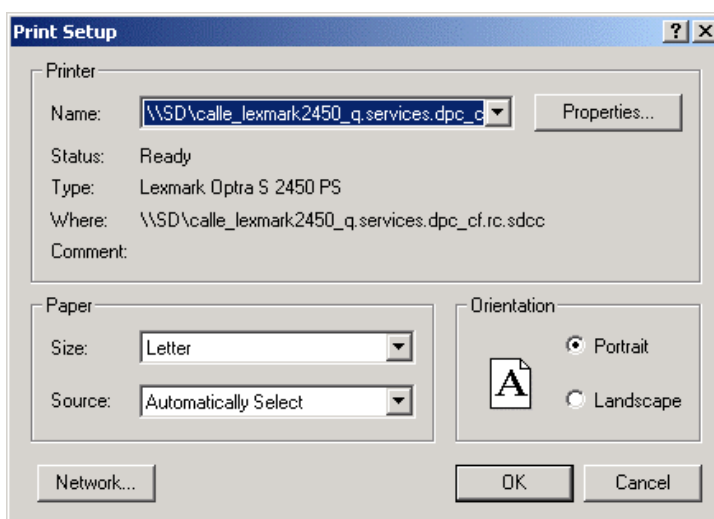 Print Setup
Printer
Name: \\SD\calle_lexmark2450_q.services.dpc_c Properties...
Status: Ready
Type: Lexmark Optra S 2450 PS
Where: \\SD\calle_lexmark2450_q.services.dpc_cf.rc.sdcc
Comment:
Paper
Size: Letter
Source: Automatically Select
Orientation
A
Portrait
Landscape
Network...
OK
Cancel